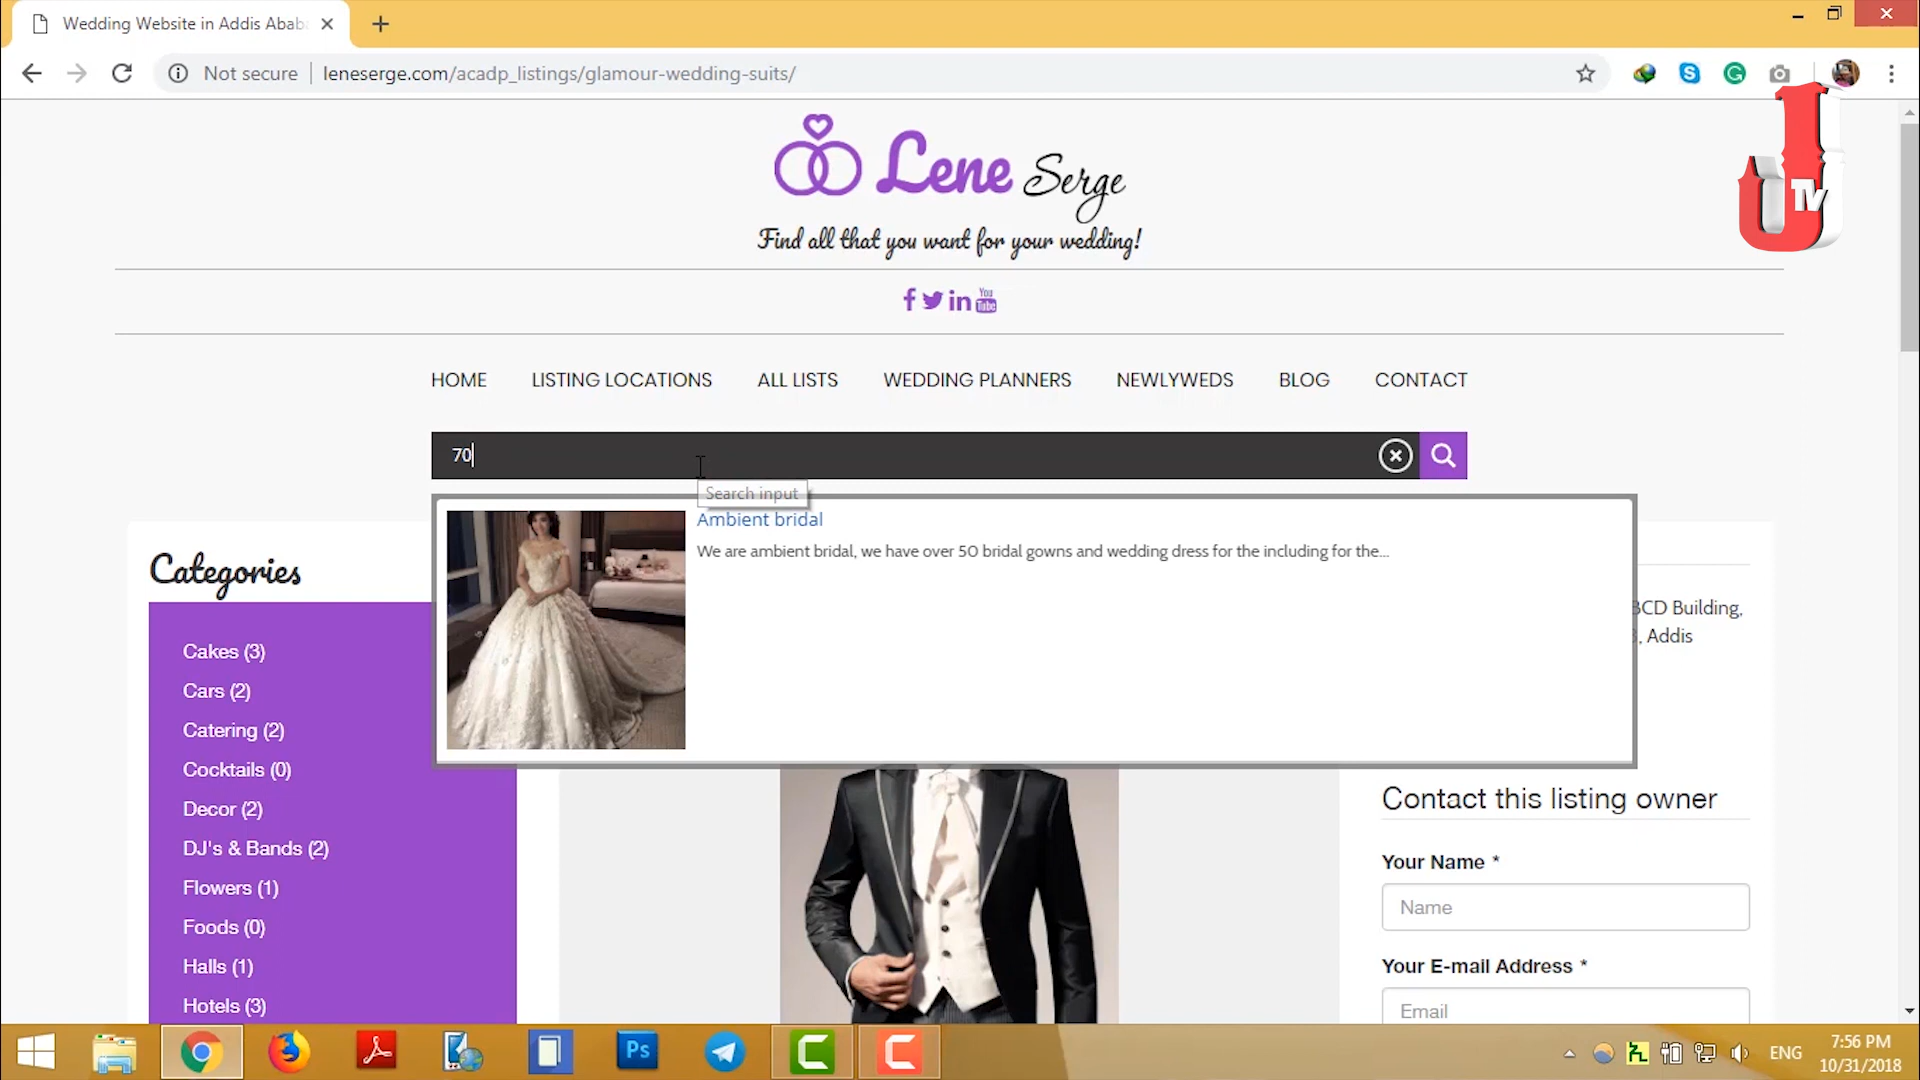 Wedding Website in Addis Ababa
Not secure
leneserge.com/acadp_listings/glamour-wedding-suits/
J TV
Lene Serge
Find all that you want for your wedding!
You Tube
HOME
LISTING LOCATIONS
ALL LISTS
WEDDING PLANNERS
NEWLYWEDS
BLOG
CONTACT
70
Search input
Ambient bridal
We are ambient bridal, we have over 50 bridal gowns and wedding dress for the including for the...
Categories
Cakes (3)
Cars (2)
Catering (2)
Cocktails (0)
Decor (2)
DJ's & Bands (2)
Flowers (1)
Foods (0)
Halls (1)
Hotels (3)
BCD Building,
, Addis
Contact this listing owner
Your Name *
Name
Your E-mail Address *
Email
Ps
ENG
7:56 PM
10/31/2018